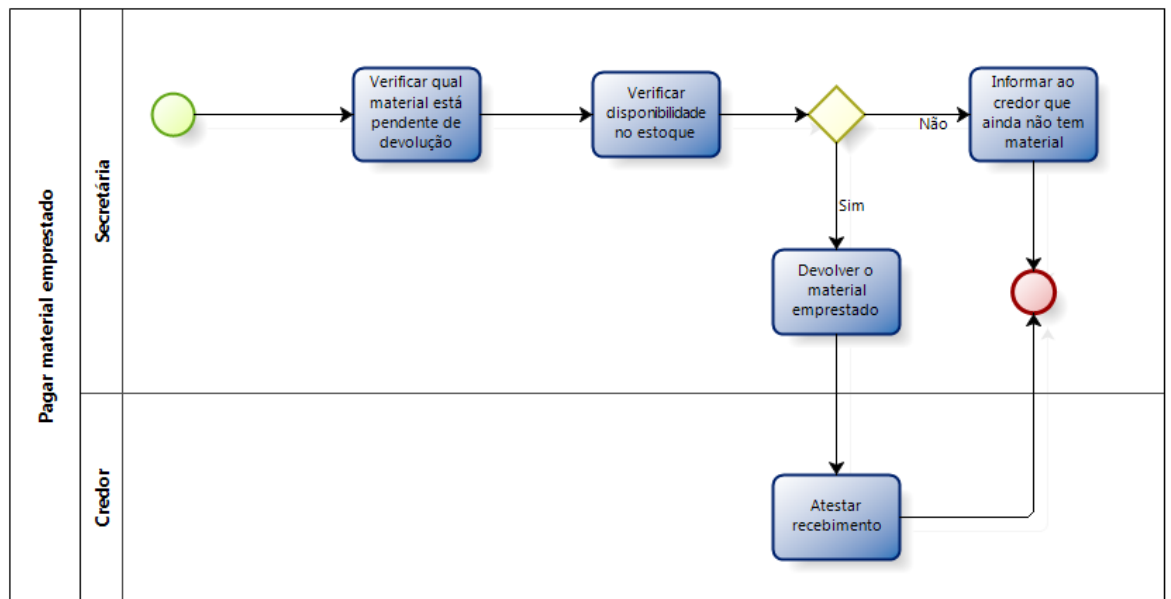 Pagar material emprestado
Secretária
Verificar qual
material está
pendente de
devolução
Verificar
disponibilidade
no estoque
Não
Informar ao
credor que
ainda não tem
material
Sim
Devolver o
material
emprestado
Credor
Atestar
recebimento